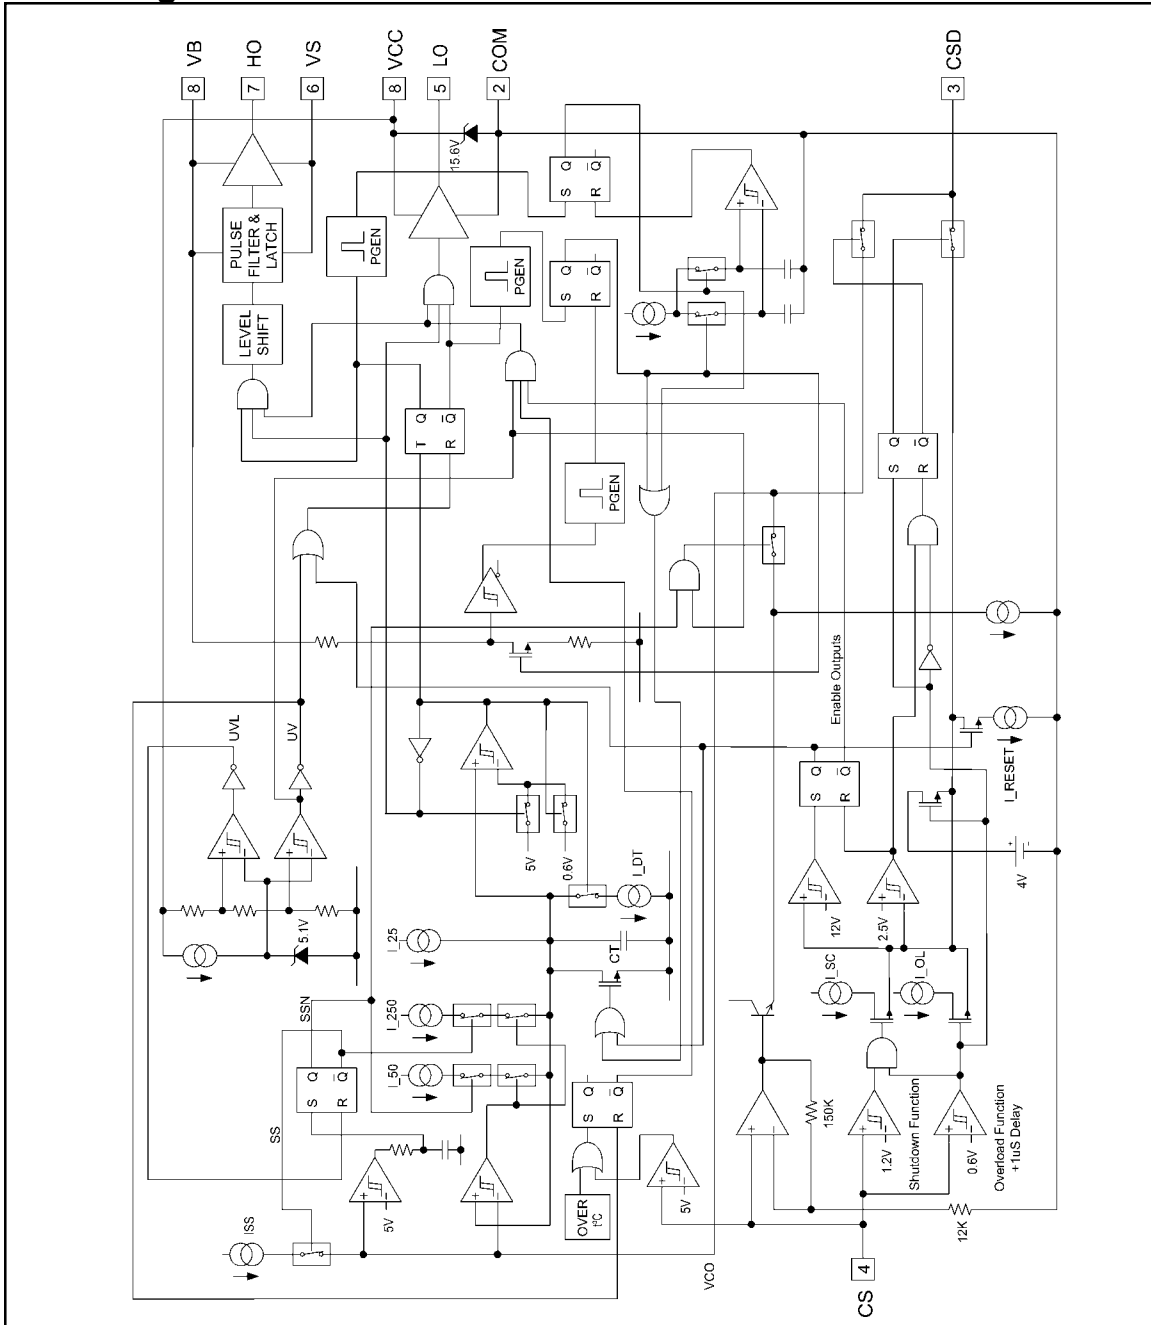 8 VB
7 HO
6 VS
8 VCC
5 LO
2 COM
3 CSD
15.6V
PULSE FILTER & LATCH
LEVEL SHIFT
PGEN
PGEN
S Q
R Q
S Q
R Q
T Q
R Q
PGEN
S Q
R Q
UVL
UV
5.1V
5V
0.6V
I_DT
CT
I_25
I_250
I_50
SSN
S Q
R Q
SS
ISS
5V
S Q
R Q
OVER t°C
5V
VCO
Enable Outputs
S Q
R Q
I_RESET
4V
12V
2.5V
I_SC
I_OL
150K
1.2V
Shutdown Function
0.6V
Overload Function
+1uS Delay
12K
4
CS